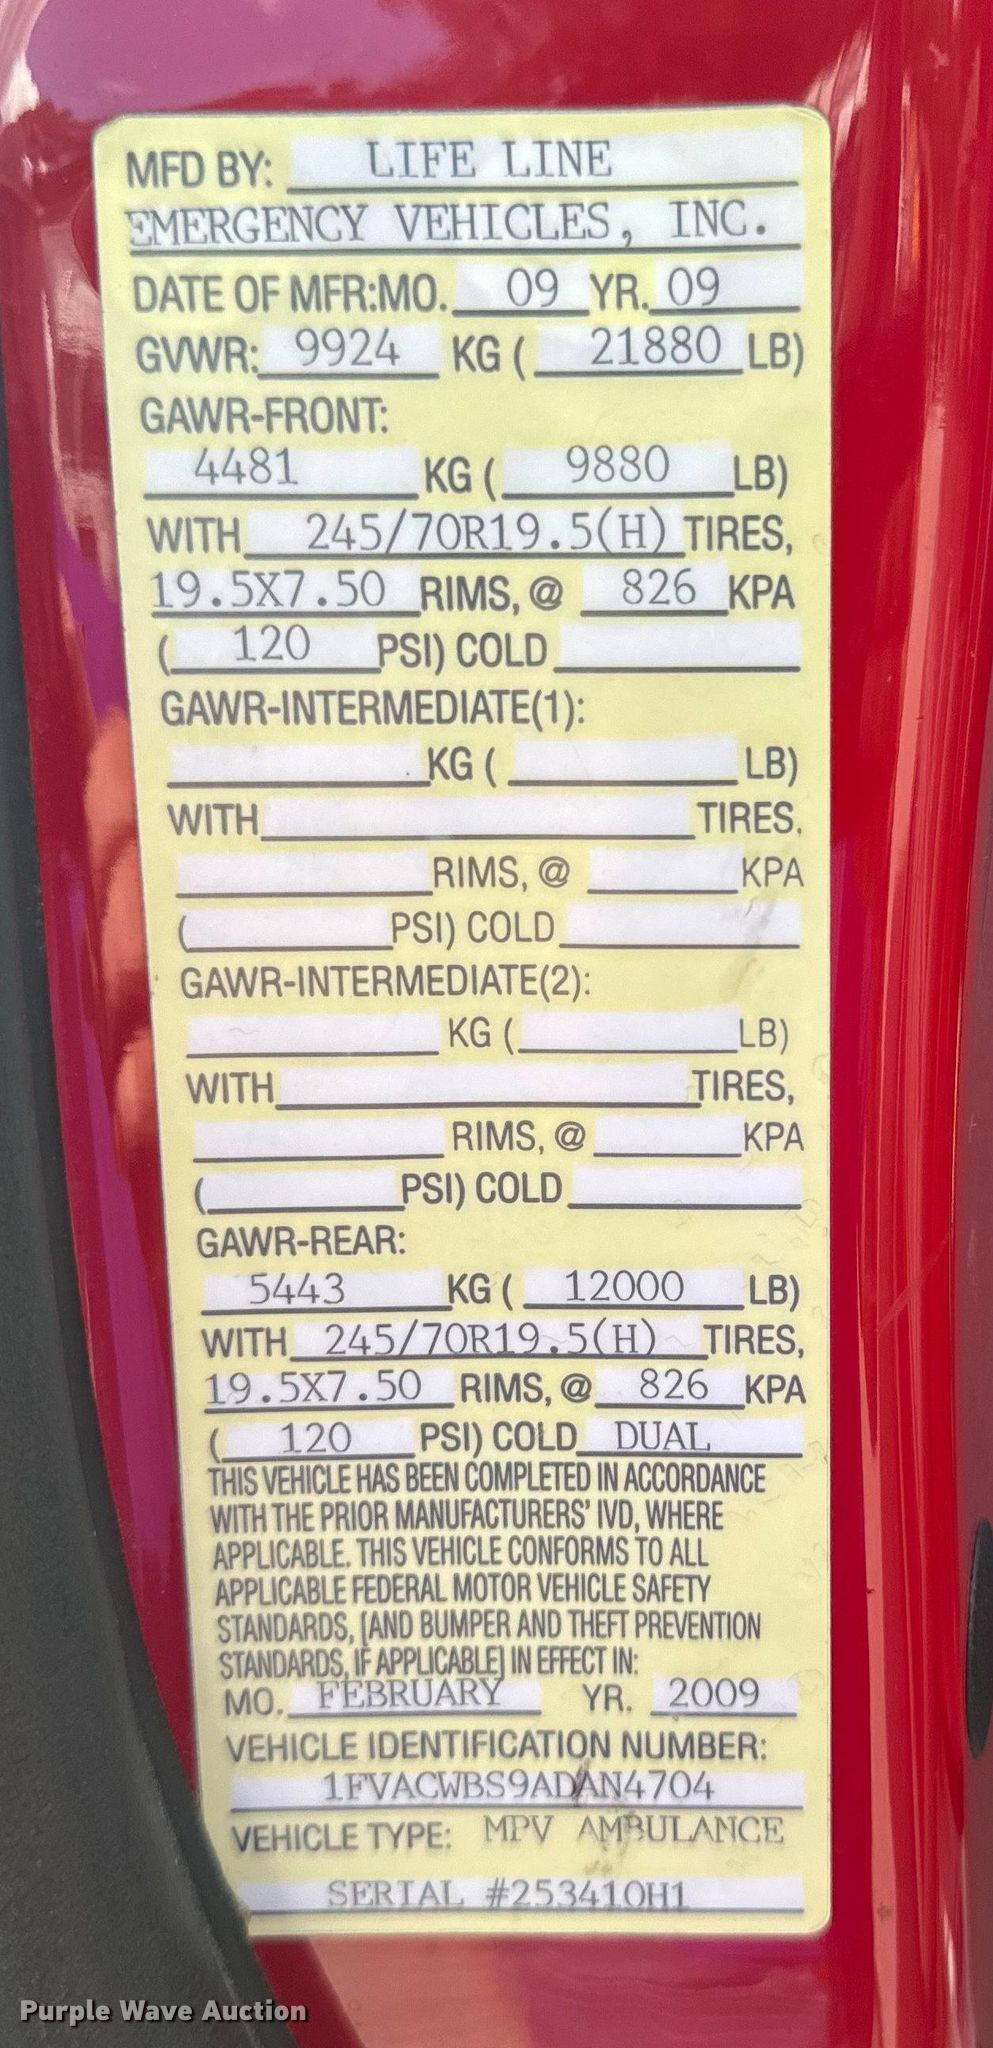 MFD BY: LIFE LINE
EMERGENCY VEHICLES, INC.
DATE OF MFR:MO. 09 YR. 09
GVWR: 9924 KG ( 21880 LB)
GAWR-FRONT:
4481 KG ( 9880 LB)
WITH 245/70R19.5(H) TIRES,
19.5X7.50 RIMS, @ 826 KPA
( 120 PSI) COLD
GAWR-INTERMEDIATE(1):
KG ( LB)
WITH TIRES,
RIMS, @ KPA
( PSI) COLD
GAWR-INTERMEDIATE(2):
KG ( LB)
WITH TIRES,
RIMS, @ KPA
( PSI) COLD
GAWR-REAR:
5443 KG ( 12000 LB)
WITH 245/70R19.5(H) TIRES,
19.5X7.50 RIMS, @ 826 KPA
( 120 PSI) COLD DUAL
THIS VEHICLE HAS BEEN COMPLETED IN ACCORDANCE
WITH THE PRIOR MANUFACTURERS' IVD, WHERE
APPLICABLE. THIS VEHICLE CONFORMS TO ALL
APPLICABLE FEDERAL MOTOR VEHICLE SAFETY
STANDARDS, [AND BUMPER AND THEFT PREVENTION
STANDARDS, IF APPLICABLE] IN EFFECT IN:
MO. FEBRUARY YR. 2009
VEHICLE IDENTIFICATION NUMBER:
1FVACWBS9ADAN4704
VEHICLE TYPE: MPV AMBULANCE
SERIAL #253410H1
Purple Wave Auction